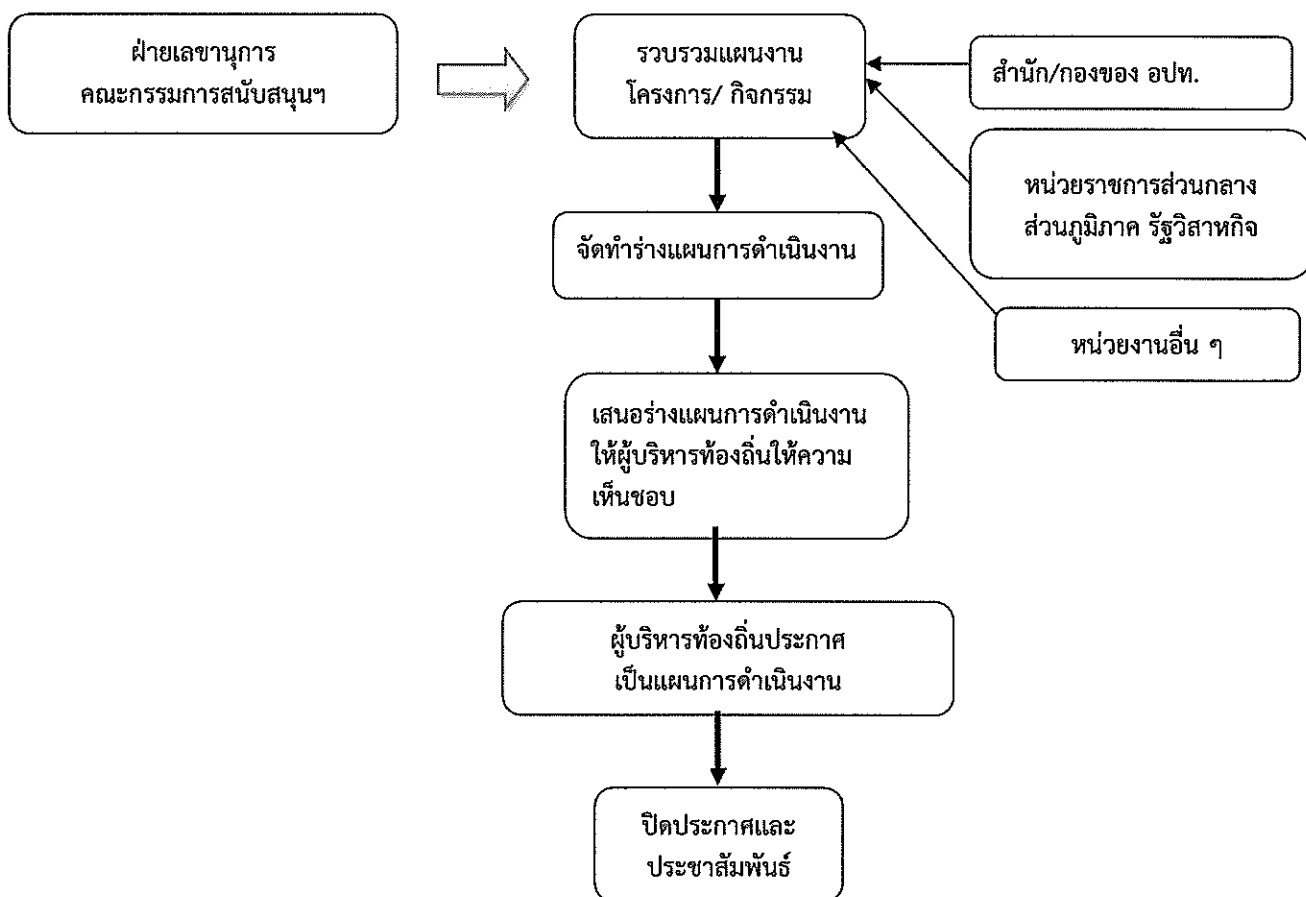 ฝ่ายเลขานุการ
คณะกรรมการสนับสนุนฯ
รวบรวมแผนงาน
โครงการ/ กิจกรรม
สำนัก/กองของ อปท.
หน่วยราชการส่วนกลาง
ส่วนภูมิภาค รัฐวิสาหกิจ
หน่วยงานอื่น ๆ
จัดทำร่างแผนการดำเนินงาน
เสนอร่างแผนการดำเนินงาน
ให้ผู้บริหารท้องถิ่นให้ความ
เห็นชอบ
ผู้บริหารท้องถิ่นประกาศ
เป็นแผนการดำเนินงาน
ปิดประกาศและ
ประชาสัมพันธ์